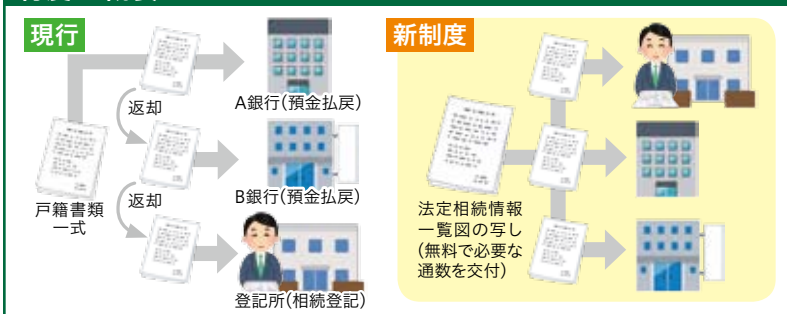 現行
A銀行(預金払戻)
返却
B銀行(預金払戻)
戸籍書類
一式
返却
登記所(相続登記)
新制度
法定相続情報
一覧図の写し
(無料で必要な
通数を交付)